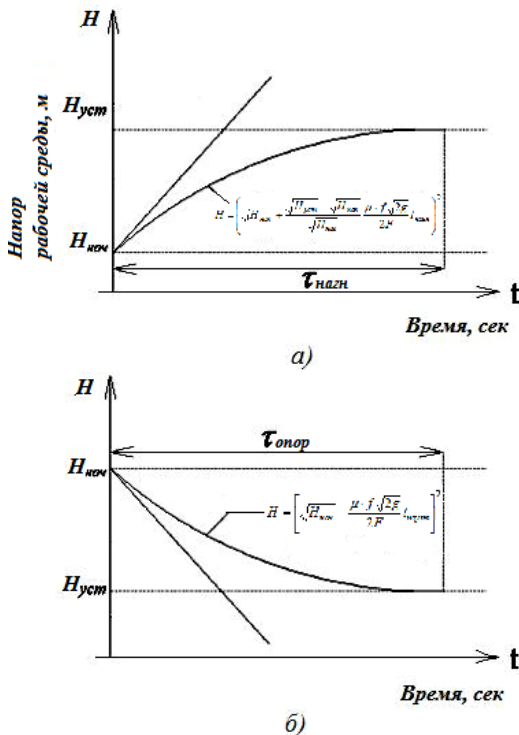 H
Hуст
Напор
рабочей среды, м
Hнач
τнагн
t
Время, сек
а)
H
τопор
Hнач
Hуст
t
Время, сек
б)